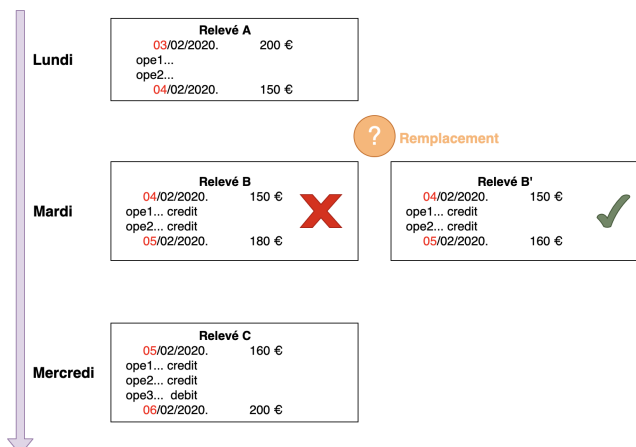 Relevé A
Lundi
03/02/2020. 200 €
ope1...
ope2...
04/02/2020. 150 €
? Remplacement
Mardi
Relevé B
04/02/2020. 150 €
ope1... credit
ope2... credit
05/02/2020. 180 €
Relevé B'
04/02/2020. 150 €
ope1... credit
ope2... credit
05/02/2020. 160 €
Mercredi
Relevé C
05/02/2020. 160 €
ope1... credit
ope2... credit
ope3... debit
06/02/2020. 200 €